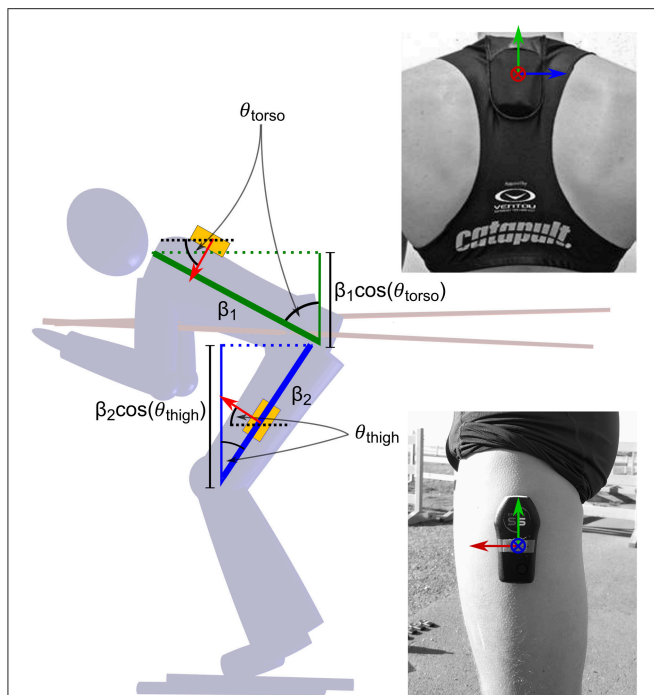 θtorso
β1
β1cos(θtorso)
β2
β2cos(θthigh)
θthigh
VENTOU
catapult.